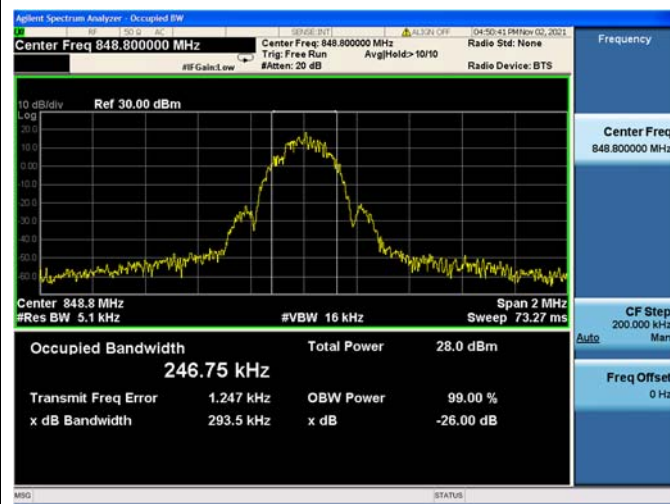 Agilent Spectrum Analyzer - Occupied BW
RF 50 Ω AC SENSE:INT ALIGN OFF 04:50:41 PM Nov 02, 2021
Center Freq 848.800000 MHz
Center Freq: 848.800000 MHz Radio Std: None
Trig: Free Run Avg|Hold:> 10/10
#IFGain:Low #Atten: 20 dB Radio Device: BTS
10 dB/div Ref 30.00 dBm
Log
20.0
10.0
0.00
-10.0
-20.0
-30.0
-40.0
-50.0
-60.0
Center 848.8 MHz Span 2 MHz
#Res BW 5.1 kHz #VBW 16 kHz Sweep 73.27 ms
Occupied Bandwidth Total Power 28.0 dBm
246.75 kHz
Transmit Freq Error 1.247 kHz OBW Power 99.00 %
x dB Bandwidth 293.5 kHz x dB -26.00 dB
MSG STATUS
Frequency
Center Freq
848.800000 MHz
CF Step
200.000 kHz
Auto Man
Freq Offset
0 Hz